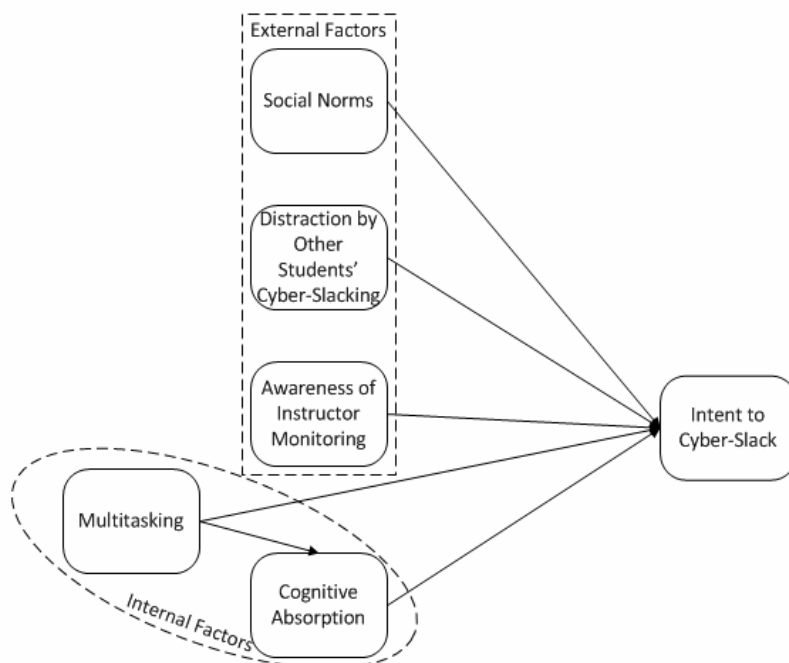 External Factors
Social Norms
Distraction by
Other
Students'
Cyber-Slacking
Awareness of
Instructor
Monitoring
Intent to
Cyber-Slack
Multitasking
Cognitive
Absorption
Internal Factors